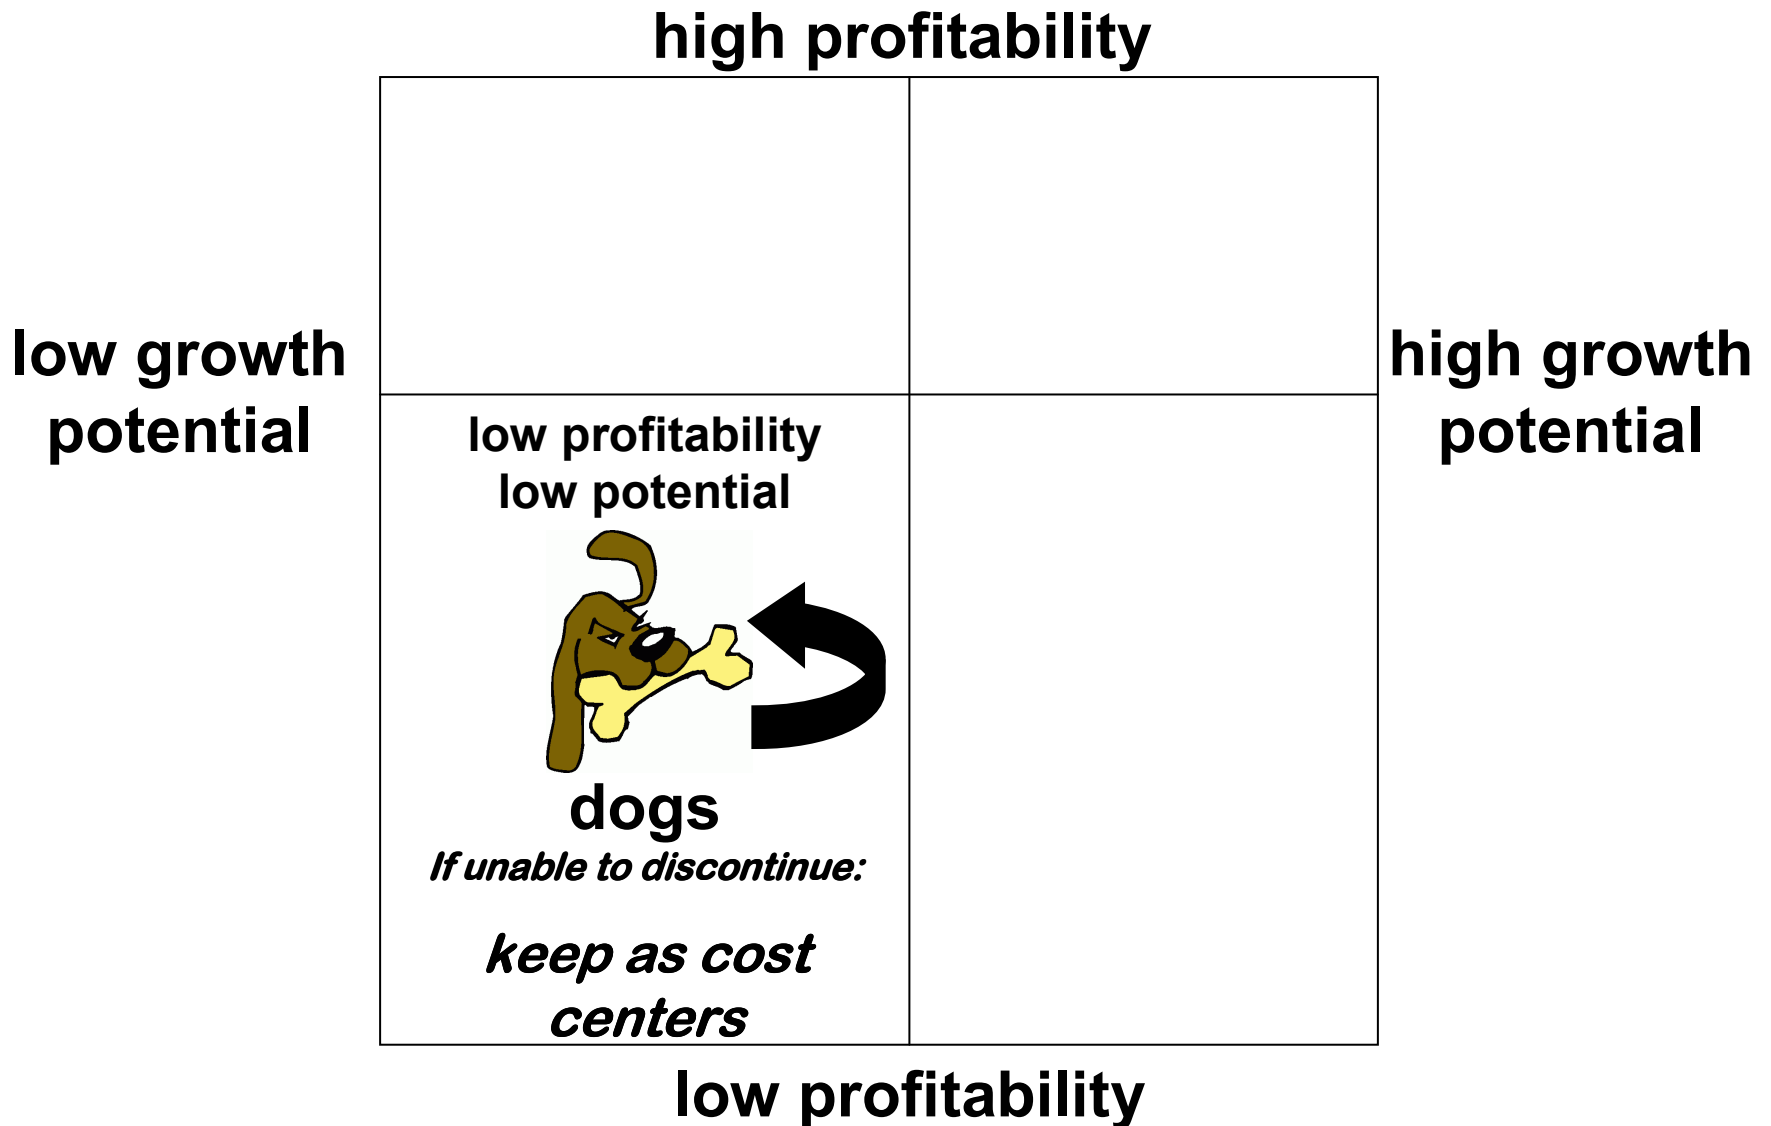 high profitability
low growth
potential
high growth
potential
low profitability
low potential
dogs
If unable to discontinue:
keep as cost
centers
low profitability